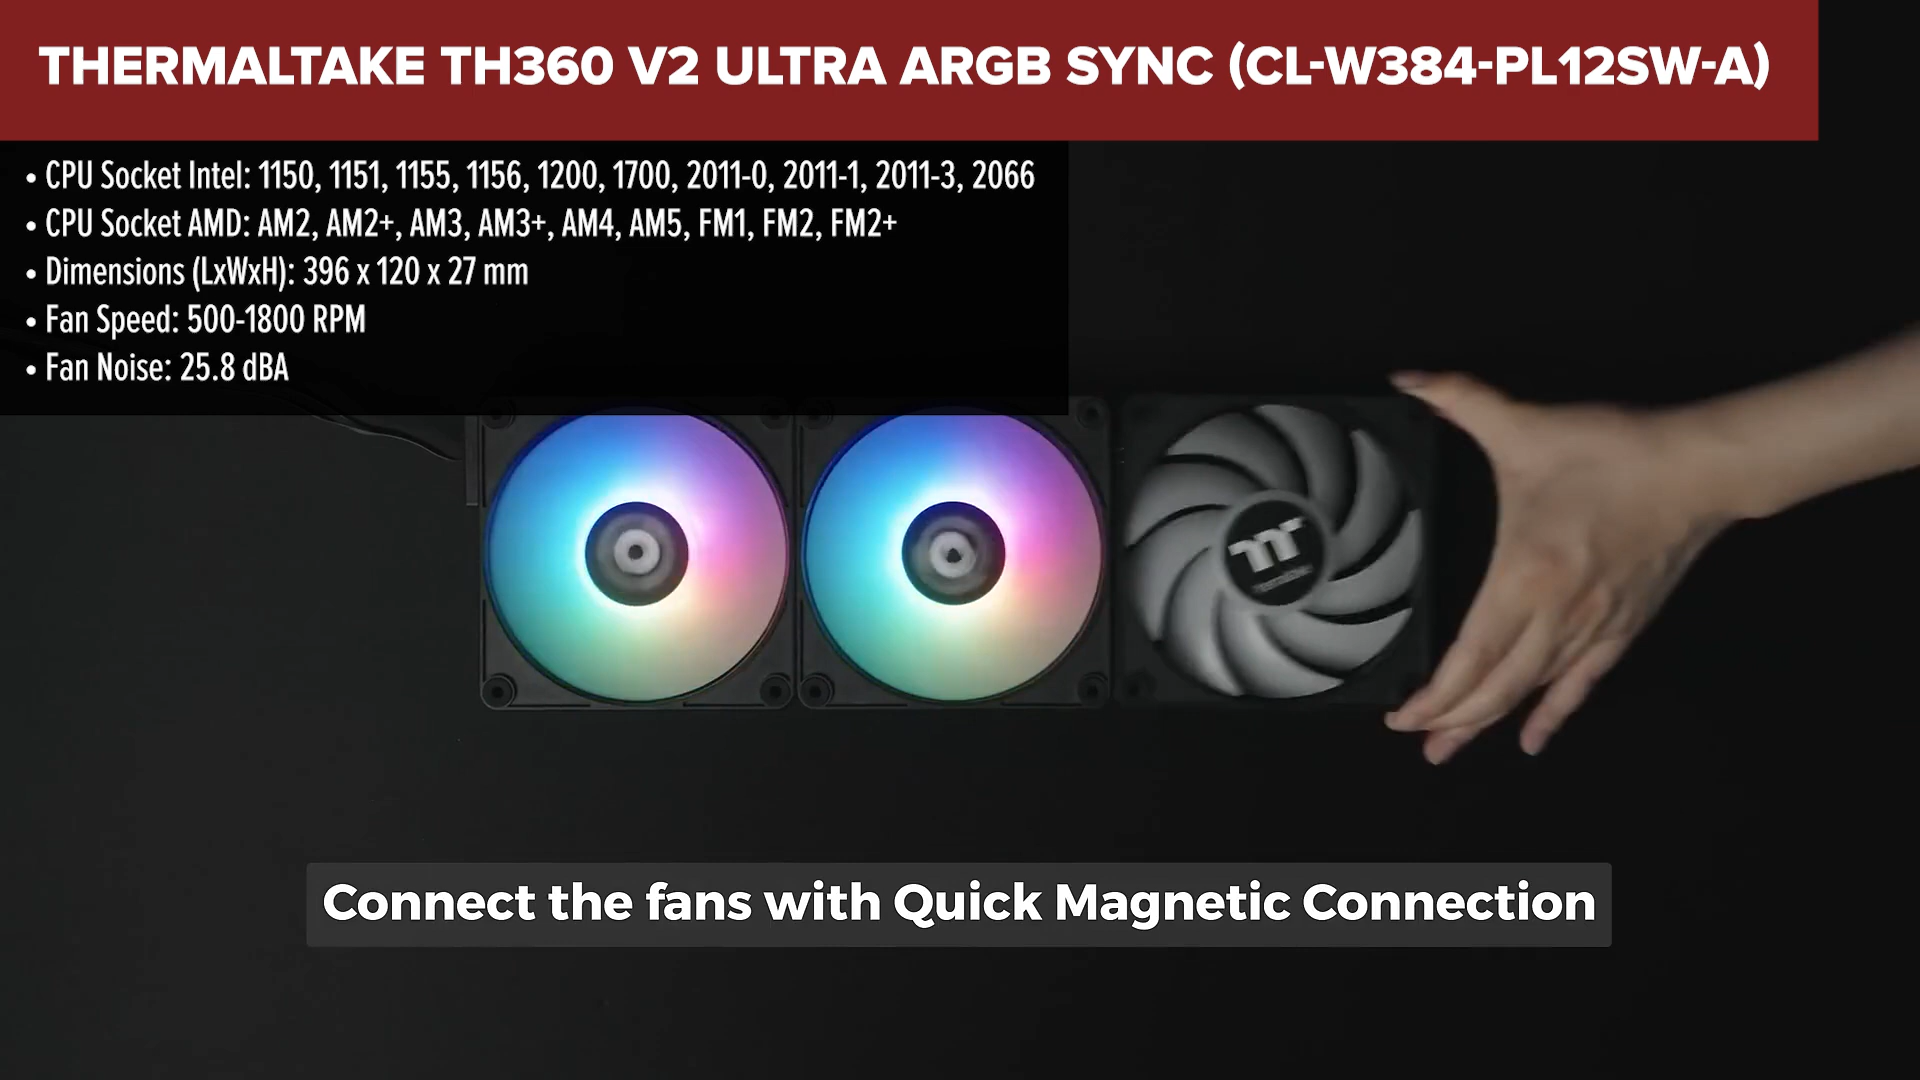 THERMALTAKE TH360 V2 ULTRA ARGB SYNC (CL-W384-PL12SW-A)
• CPU Socket Intel: 1150, 1151, 1155, 1156, 1200, 1700, 2011-0, 2011-1, 2011-3, 2066
• CPU Socket AMD: AM2, AM2+, AM3, AM3+, AM4, AM5, FM1, FM2, FM2+
• Dimensions (LxWxH): 396 x 120 x 27 mm
• Fan Speed: 500-1800 RPM
• Fan Noise: 25.8 dBA
Connect the fans with Quick Magnetic Connection